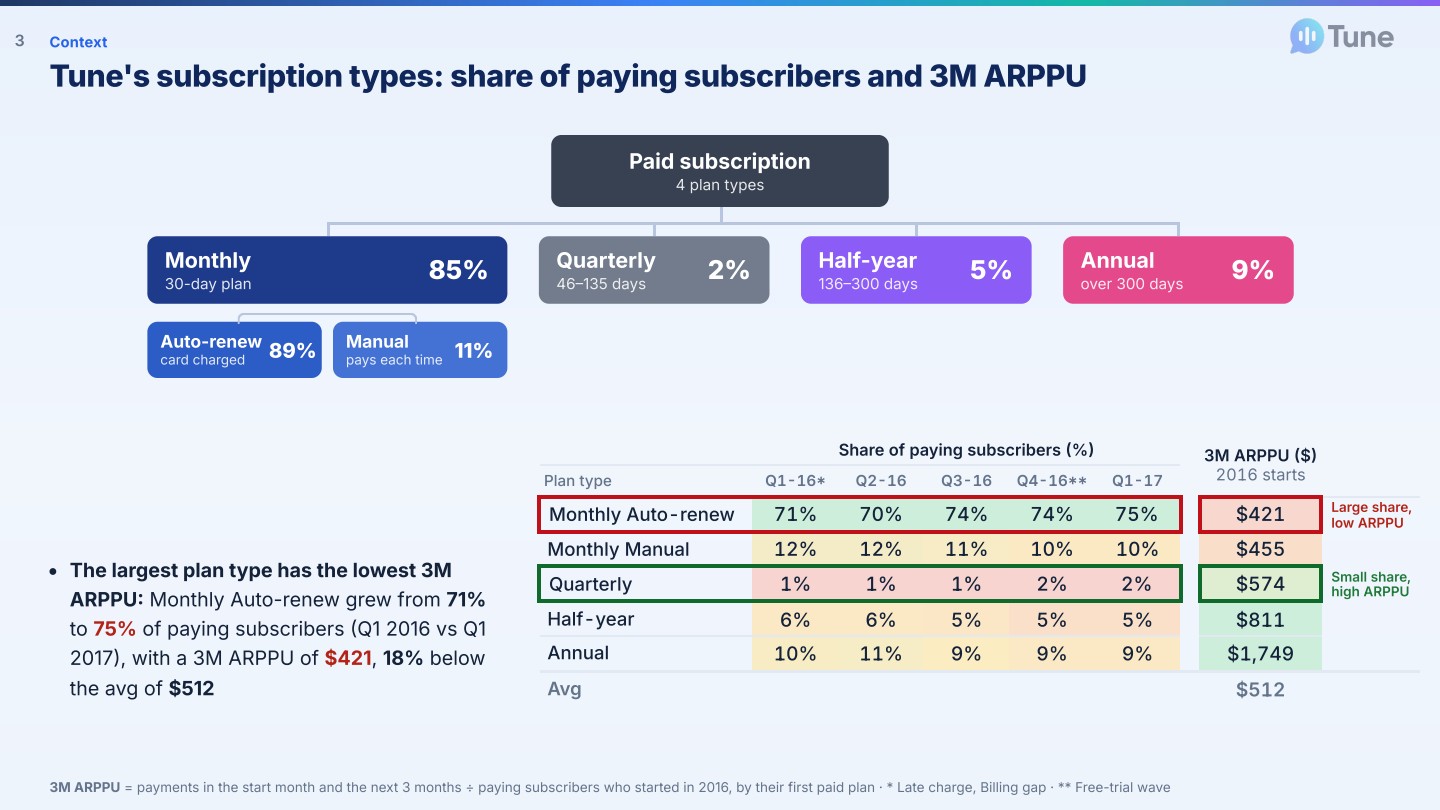 3
Context
Tune
Tune's subscription types: share of paying subscribers and 3M ARPPU
Paid subscription
4 plan types
Monthly
30-day plan
85%
Quarterly
46–135 days
2%
Half-year
136–300 days
5%
Annual
over 300 days
9%
Auto-renew
card charged
89%
Manual
pays each time
11%
• The largest plan type has the lowest 3M
ARPPU: Monthly Auto-renew grew from 71%
to 75% of paying subscribers (Q1 2016 vs Q1
2017), with a 3M ARPPU of $421, 18% below
the avg of $512
Share of paying subscribers (%)
3M ARPPU ($)
2016 starts
Plan type Q1-16* Q2-16 Q3-16 Q4-16** Q1-17
Monthly Auto-renew 71% 70% 74% 74% 75% $421
Large share,
low ARPPU
Monthly Manual 12% 12% 11% 10% 10% $455
Quarterly 1% 1% 1% 2% 2% $574
Small share,
high ARPPU
Half-year 6% 6% 5% 5% 5% $811
Annual 10% 11% 9% 9% 9% $1,749
Avg $512
3M ARPPU = payments in the start month and the next 3 months ÷ paying subscribers who started in 2016, by their first paid plan · * Late charge, Billing gap · ** Free-trial wave